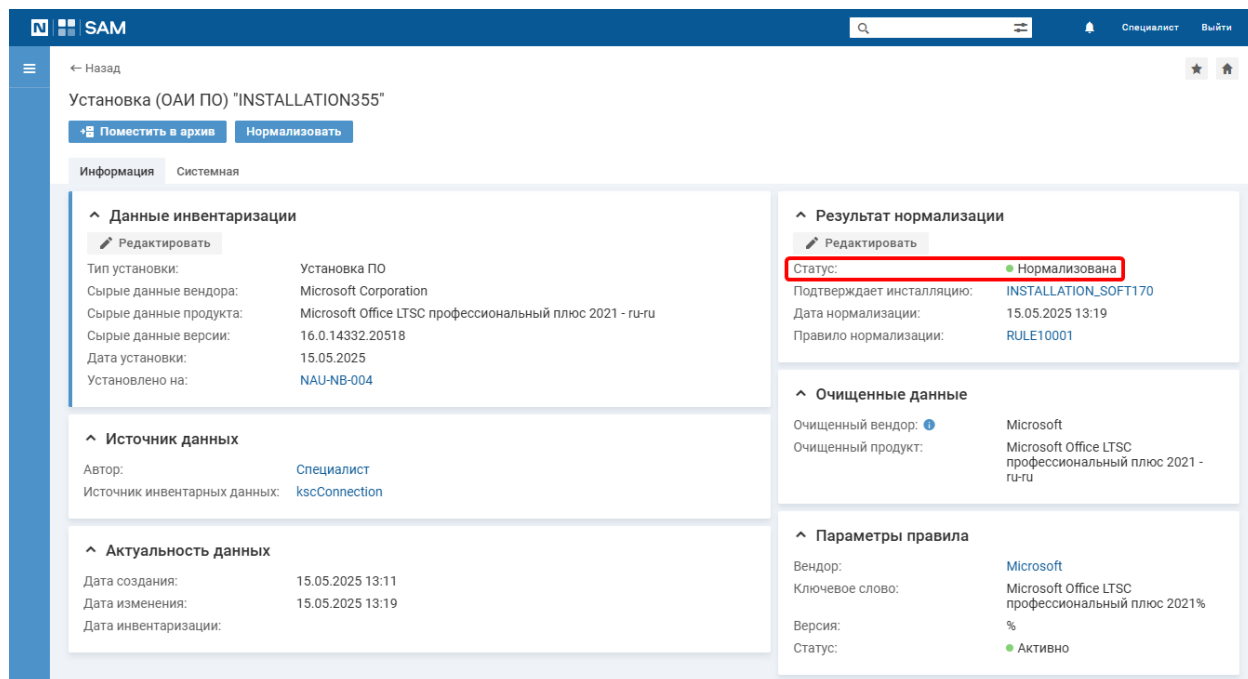 N SAM
Специалист Выйти
← Назад
Установка (ОАИ ПО) "INSTALLATION355"
Поместить в архив Нормализовать
Информация Системная
Данные инвентаризации
Редактировать
Тип установки: Установка ПО
Сырые данные вендора: Microsoft Corporation
Сырые данные продукта: Microsoft Office LTSC профессиональный плюс 2021 - ru-ru
Сырые данные версии: 16.0.14332.20518
Дата установки: 15.05.2025
Установлено на: NAU-NB-004
Источник данных
Автор: Специалист
Источник инвентарных данных: kscConnection
Актуальность данных
Дата создания: 15.05.2025 13:11
Дата изменения: 15.05.2025 13:19
Дата инвентаризации:
Результат нормализации
Редактировать
Статус: Нормализована
Подтверждает инсталляцию: INSTALLATION_SOFT170
Дата нормализации: 15.05.2025 13:19
Правило нормализации: RULE10001
Очищенные данные
Очищенный вендор: Microsoft
Очищенный продукт: Microsoft Office LTSC
профессиональный плюс 2021 -
ru-ru
Параметры правила
Вендор: Microsoft
Ключевое слово: Microsoft Office LTSC
профессиональный плюс 2021%
Версия: %
Статус: Активно